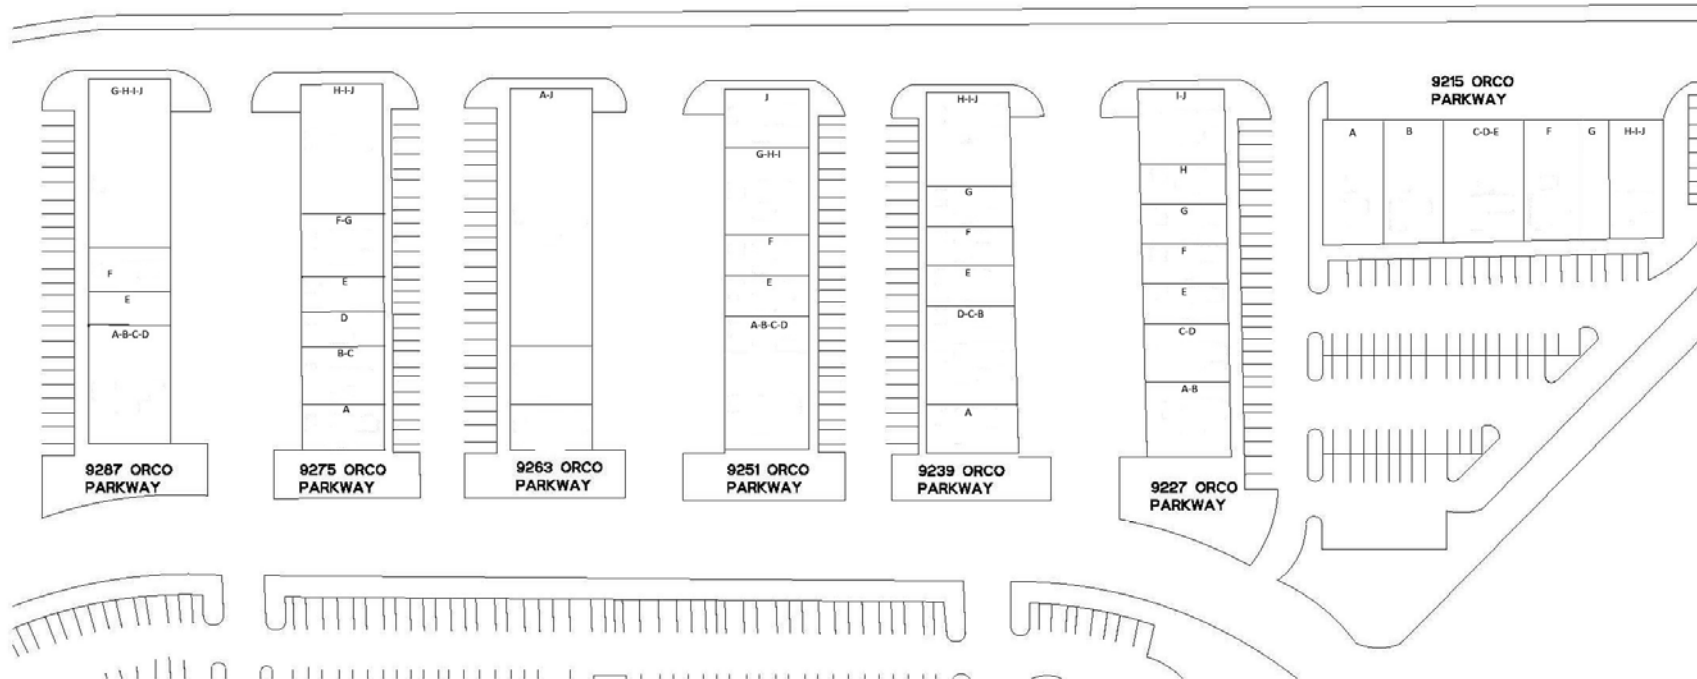 G-H-I-J
F
E
A-B-C-D
9287 ORCO
PARKWAY
H-I-J
F-G
E
D
B-C
A
9275 ORCO
PARKWAY
A-J
9263 ORCO
PARKWAY
J
G-H-I
F
E
A-B-C-D
9251 ORCO
PARKWAY
H-I-J
G
F
E
D-C-B
A
9239 ORCO
PARKWAY
I-J
H
G
F
E
C-D
A-B
9227 ORCO
PARKWAY
9215 ORCO
PARKWAY
A B C-D-E F G H-I-J